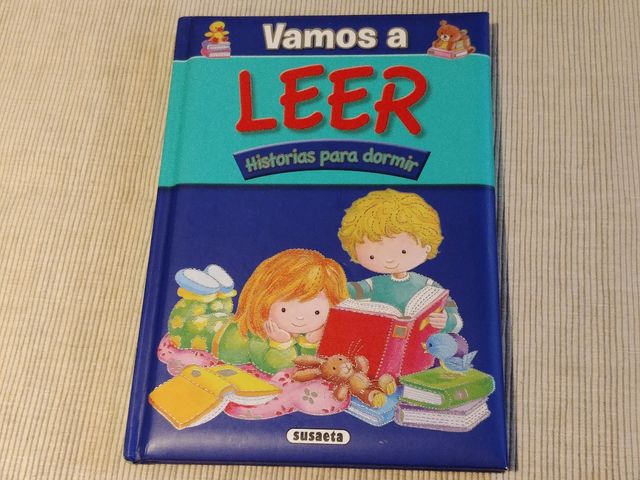 Vamos a
LEER
Historias para dormir
susaeta